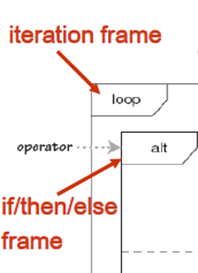 iteration frame
loop
operator
alt
if/then/else
frame